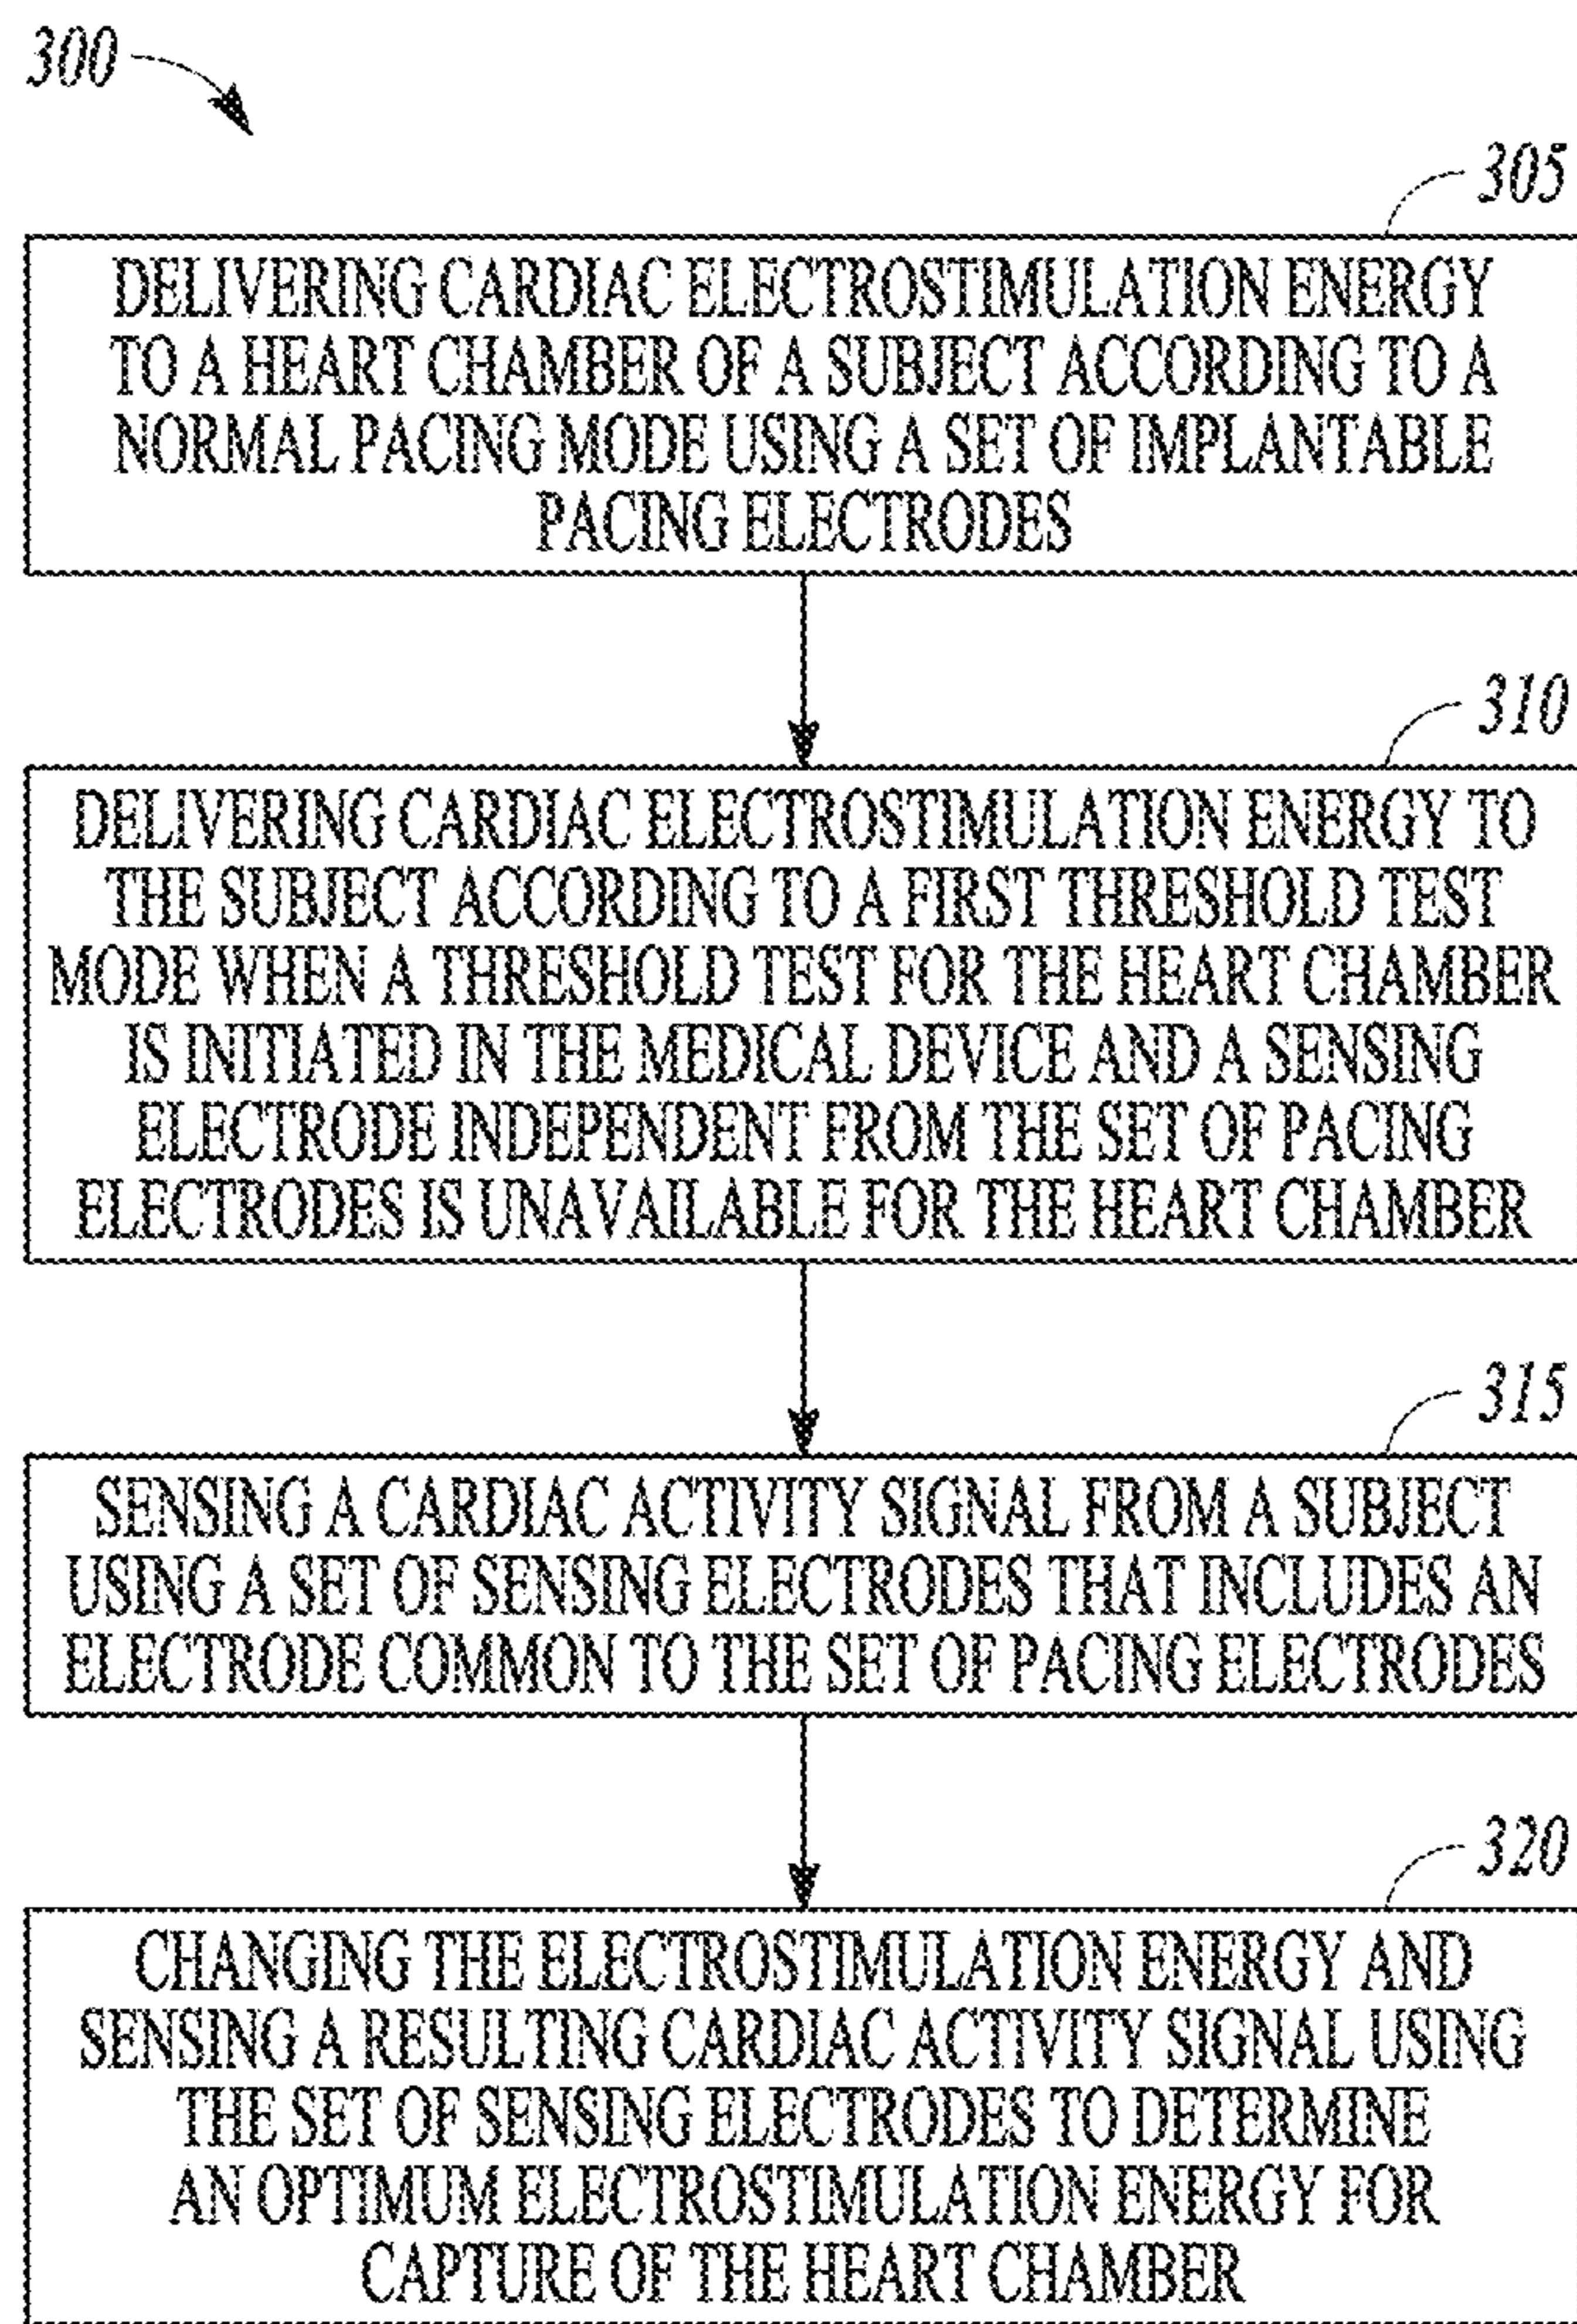 300
305
DELIVERING CARDIAC ELECTROSTIMULATION ENERGY
TO A HEART CHAMBER OF A SUBJECT ACCORDING TO A
NORMAL PACING MODE USING A SET OF IMPLANTABLE
PACING ELECTRODES
310
DELIVERING CARDIAC ELECTROSTIMULATION ENERGY TO
THE SUBJECT ACCORDING TO A FIRST THRESHOLD TEST
MODE WHEN A THRESHOLD TEST FOR THE HEART CHAMBER
IS INITIATED IN THE MEDICAL DEVICE AND A SENSING
ELECTRODE INDEPENDENT FROM THE SET OF PACING
ELECTRODES IS UNAVAILABLE FOR THE HEART CHAMBER
315
SENSING A CARDIAC ACTIVITY SIGNAL FROM A SUBJECT
USING A SET OF SENSING ELECTRODES THAT INCLUDES AN
ELECTRODE COMMON TO THE SET OF PACING ELECTRODES
320
CHANGING THE ELECTROSTIMULATION ENERGY AND
SENSING A RESULTING CARDIAC ACTIVITY SIGNAL USING
THE SET OF SENSING ELECTRODES TO DETERMINE
AN OPTIMUM ELECTROSTIMULATION ENERGY FOR
CAPTURE OF THE HEART CHAMBER